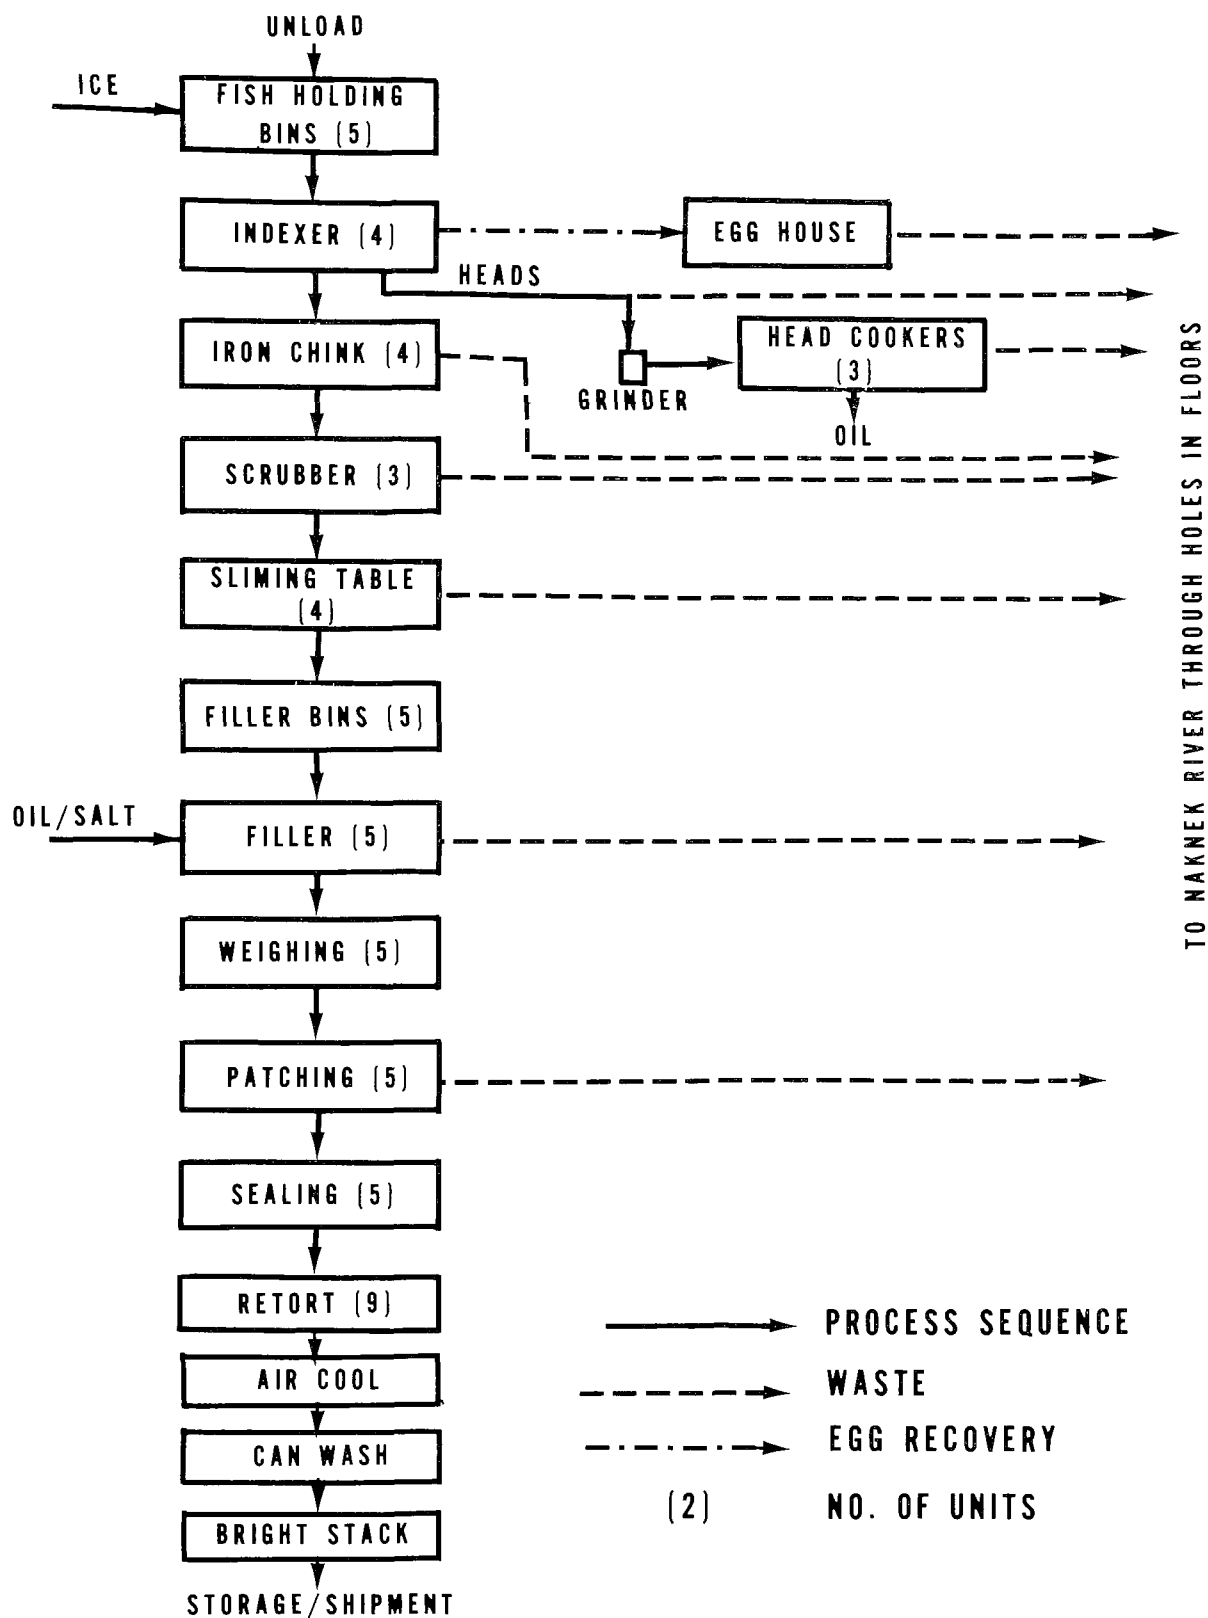 UNLOAD
ICE
FISH HOLDING
BINS (5)
INDEXER (4)
EGG HOUSE
HEADS
IRON CHINK (4)
HEAD COOKERS
(3)
GRINDER
OIL
SCRUBBER (3)
SLIMING TABLE
(4)
FILLER BINS (5)
OIL/SALT
FILLER (5)
WEIGHING (5)
PATCHING (5)
SEALING (5)
RETORT (9)
AIR COOL
CAN WASH
BRIGHT STACK
STORAGE/SHIPMENT
TO NAKNEK RIVER THROUGH HOLES IN FLOORS
PROCESS SEQUENCE
WASTE
EGG RECOVERY
(2) NO. OF UNITS